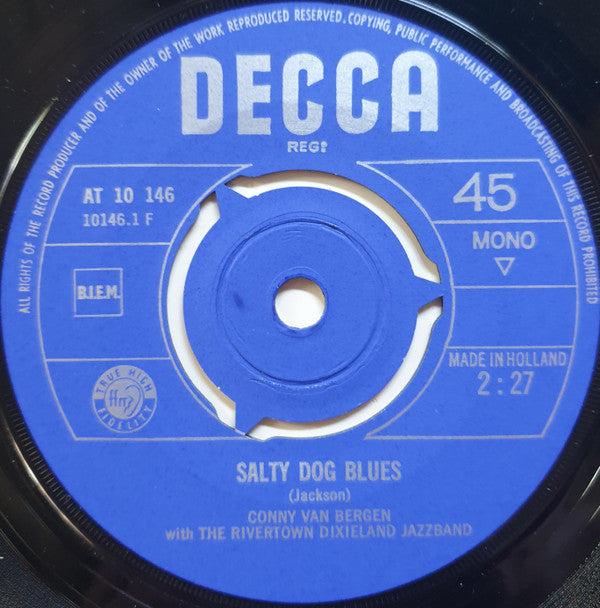 ALL RIGHTS OF THE RECORD PRODUCER AND OF THE OWNER OF THE WORK REPRODUCED RESERVED. COPYING, PUBLIC PERFORMANCE AND BROADCASTING OF THIS RECORD PROHIBITED
DECCA
REGD
AT 10 146
10146.1 F
45
MONO
B.I.E.M.
MADE IN HOLLAND
2 : 27
TRUE HIGH FIDELITY
SALTY DOG BLUES
(Jackson)
CONNY VAN BERGEN
with THE RIVERTOWN DIXIELAND JAZZBAND